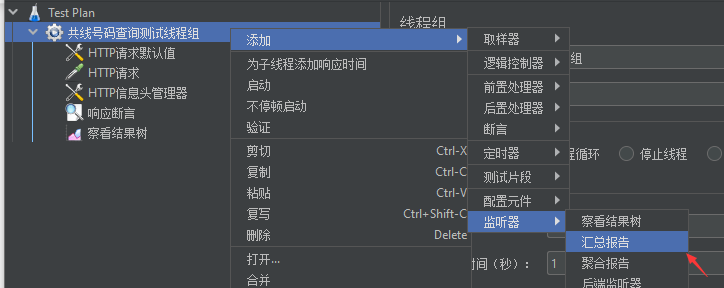 Test Plan
共线号码查询测试线程组
HTTP请求默认值
HTTP请求
HTTP信息头管理器
响应断言
察看结果树
线程组
添加
为子线程添加响应时间
启动
不停顿启动
验证
剪切 Ctrl-X
复制 Ctrl-C
粘贴 Ctrl-V
复写 Ctrl+Shift-C
删除 Delete
打开...
合并
取样器
逻辑控制器
前置处理器
后置处理器
断言
定时器
测试片段
配置元件
监听器
组
程循环
停止线程
时间（秒）： 1
察看结果树
汇总报告
聚合报告
后端监听器